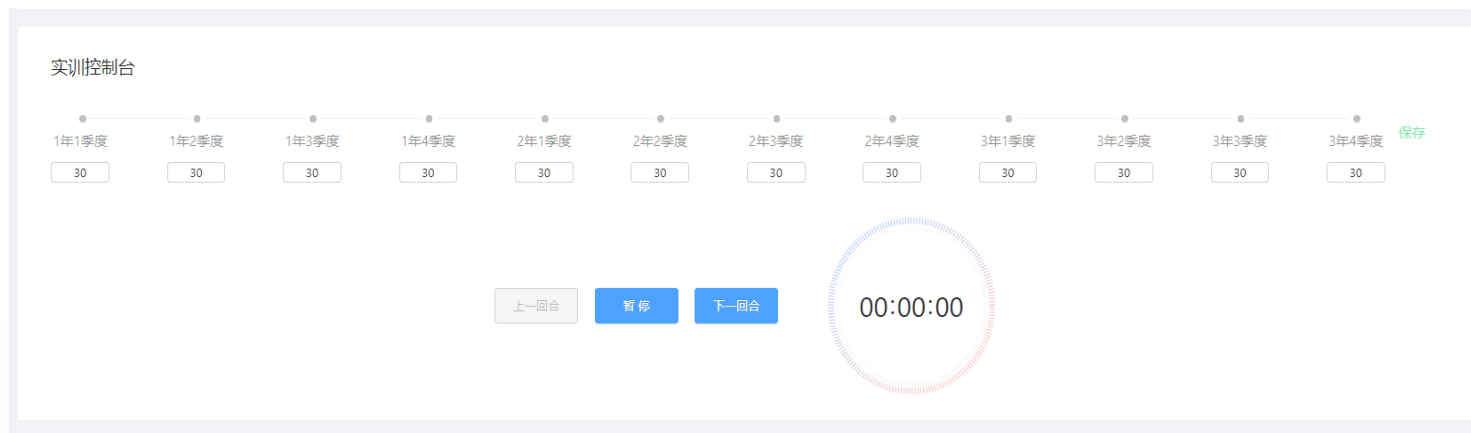 实训控制台
1年1季度 1年2季度 1年3季度 1年4季度 2年1季度 2年2季度 2年3季度 2年4季度 3年1季度 3年2季度 3年3季度 3年4季度 保存
30 30 30 30 30 30 30 30 30 30 30 30
上一回合 暂停 下一回合 00:00:00